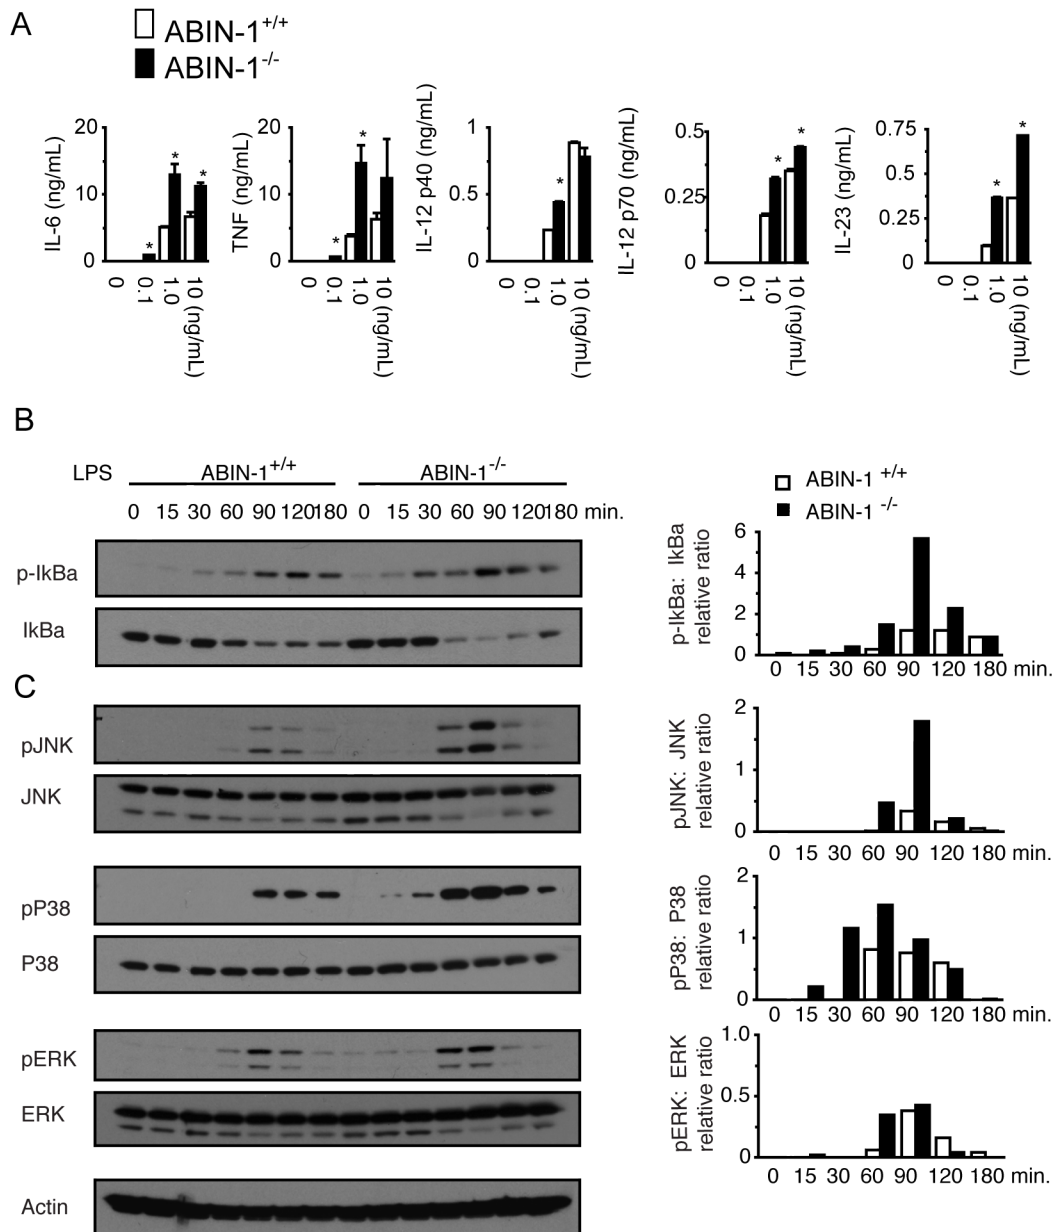 A
ABIN-1+/+
ABIN-1-/-
IL-6 (ng/mL)
20
10
0
* * *
0 0.1 1.0 10 (ng/mL)
TNF (ng/mL)
20
10
0
* *
0 0.1 1.0 10 (ng/mL)
IL-12 p40 (ng/mL)
1
0.5
0
*
0 0.1 1.0 10 (ng/mL)
IL-12 p70 (ng/mL)
0.5
0.25
0
* *
0 0.1 1.0 10 (ng/mL)
IL-23 (ng/mL)
0.75
0.5
0.25
0
* *
0 0.1 1.0 10 (ng/mL)
B
LPS ABIN-1+/+ ABIN-1-/-
0 15 30 60 90 120 180 0 15 30 60 90 120 180 min.
p-IkBa
IkBa
ABIN-1 +/+
ABIN-1 -/-
p-IkBa: IkBa
relative ratio
6
4
2
0
0 15 30 60 90 120 180 min.
C
pJNK
JNK
pJNK: JNK
relative ratio
2
1
0
0 15 30 60 90 120 180 min.
pP38
P38
pP38: P38
relative ratio
2
1
0
0 15 30 60 90 120 180 min.
pERK
ERK
pERK: ERK
relative ratio
1.0
0.5
0
0 15 30 60 90 120 180 min.
Actin